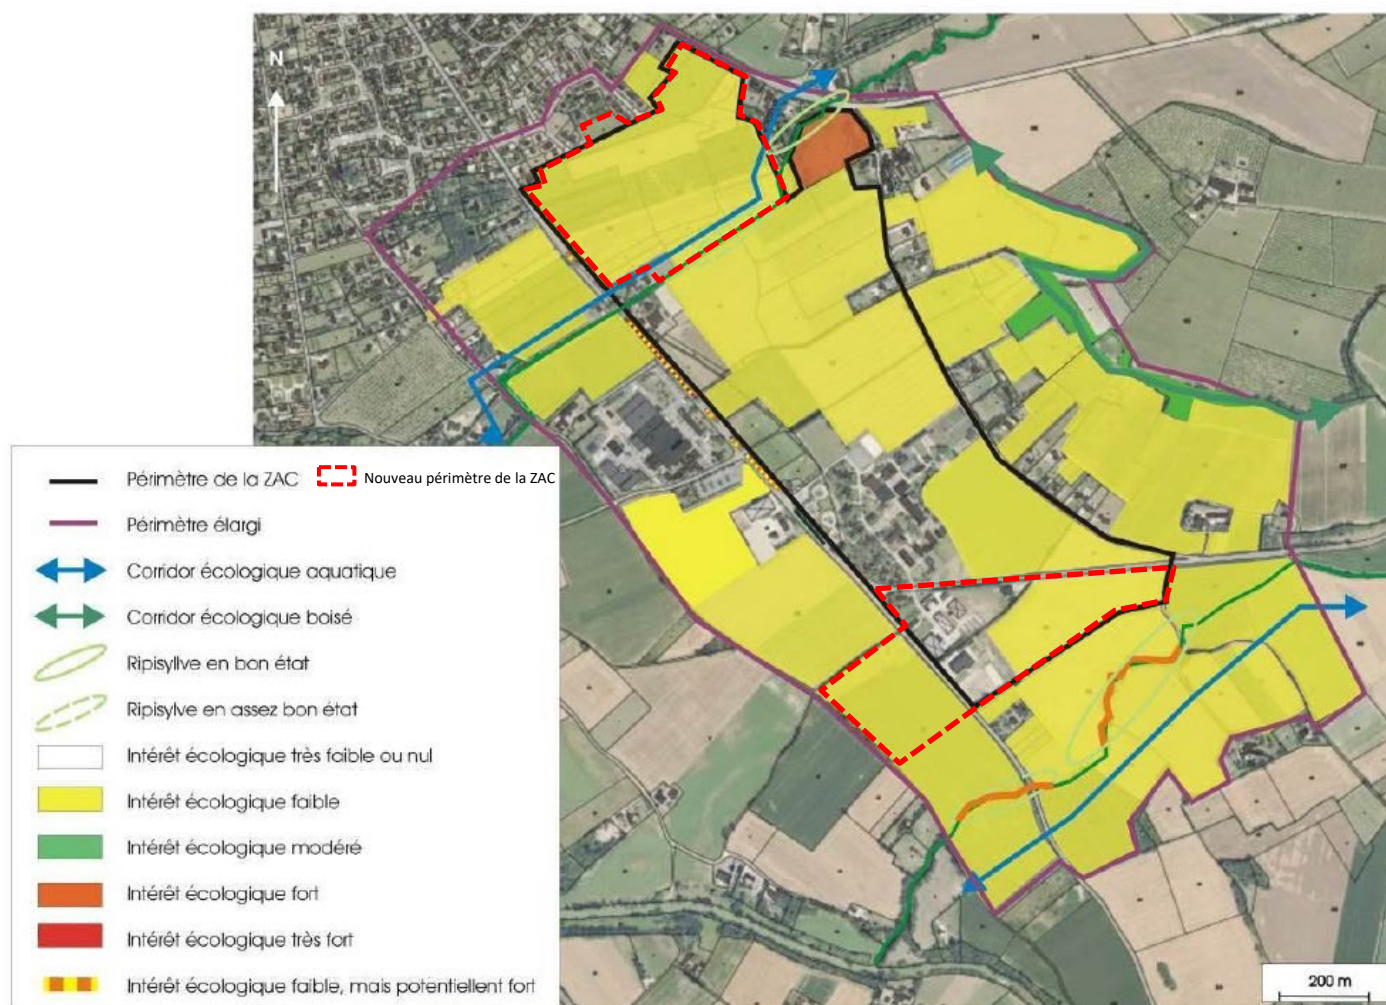 N
Périmètre de la ZAC
Nouveau périmètre de la ZAC
Périmètre élargi
Corridor écologique aquatique
Corridor écologique boisé
Ripisyllve en bon état
Ripisylve en assez bon état
Intérêt écologique très faible ou nul
Intérêt écologique faible
Intérêt écologique modéré
Intérêt écologique fort
Intérêt écologique très fort
Intérêt écologique faible, mais potentiellent fort
200 m